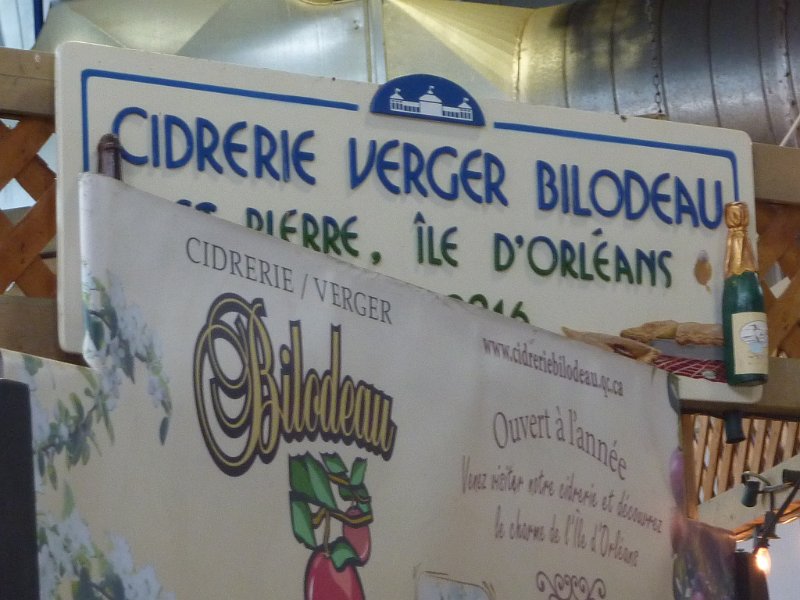 CIDRERIE VERGER BILODEAU
ST-PIERRE, ÎLE D'ORLÉANS
CIDRERIE / VERGER
Bilodeau
www.cidreriebilodeau.qc.ca
Ouvert à l'année
Venez visiter notre cidrerie et découvrez
le charme de l'Île d'Orléans